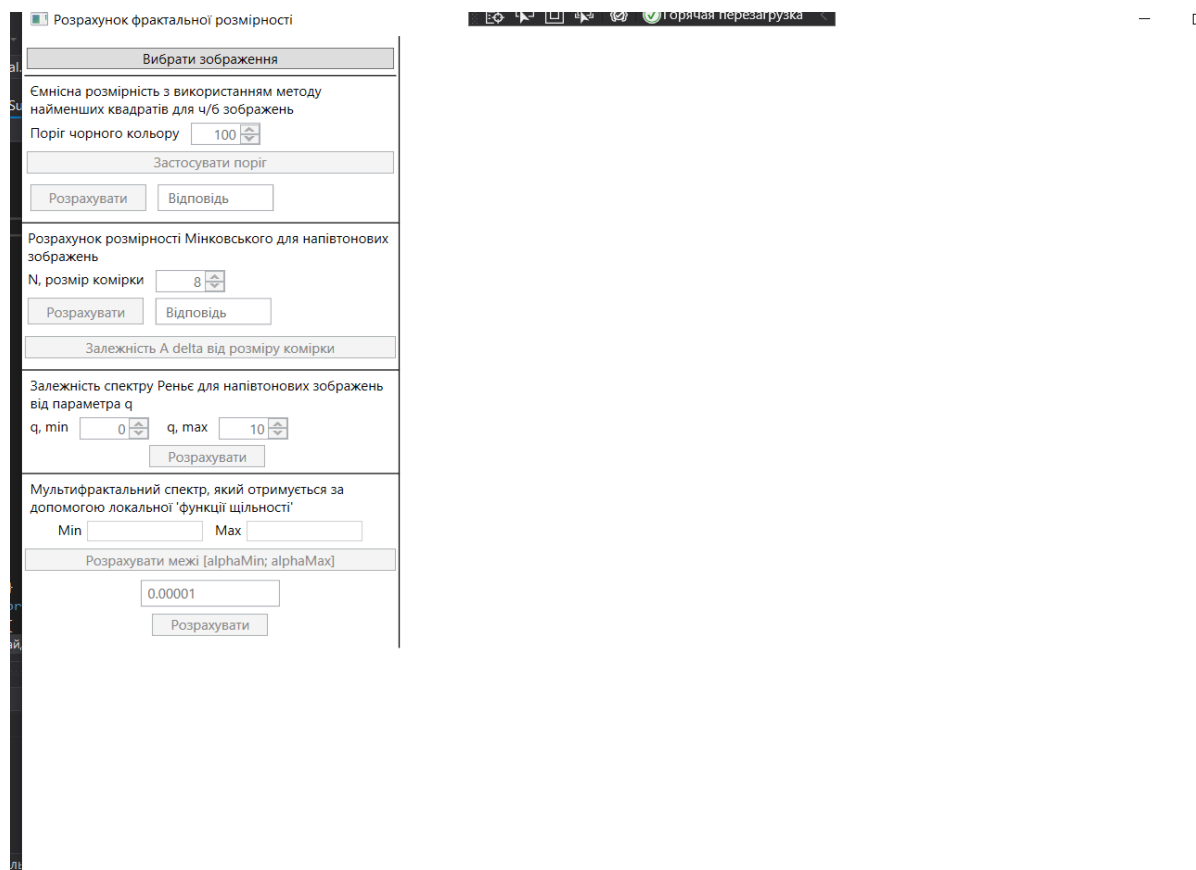 Розрахунок фрактальної розмірності
Горячая перезагрузка
Вибрати зображення
Ємнісна розмірність з використанням методу
найменших квадратів для ч/б зображень
Поріг чорного кольору 100
Застосувати поріг
Розрахувати Відповідь
Розрахунок розмірності Мінковського для напівтонових
зображень
N, розмір комірки 8
Розрахувати Відповідь
Залежність A delta від розміру комірки
Залежність спектру Реньє для напівтонових зображень
від параметра q
q, min 0 q, max 10
Розрахувати
Мультифрактальний спектр, який отримується за
допомогою локальної 'функції щільності'
Min Max
Розрахувати межі [alphaMin; alphaMax]
0.00001
Розрахувати